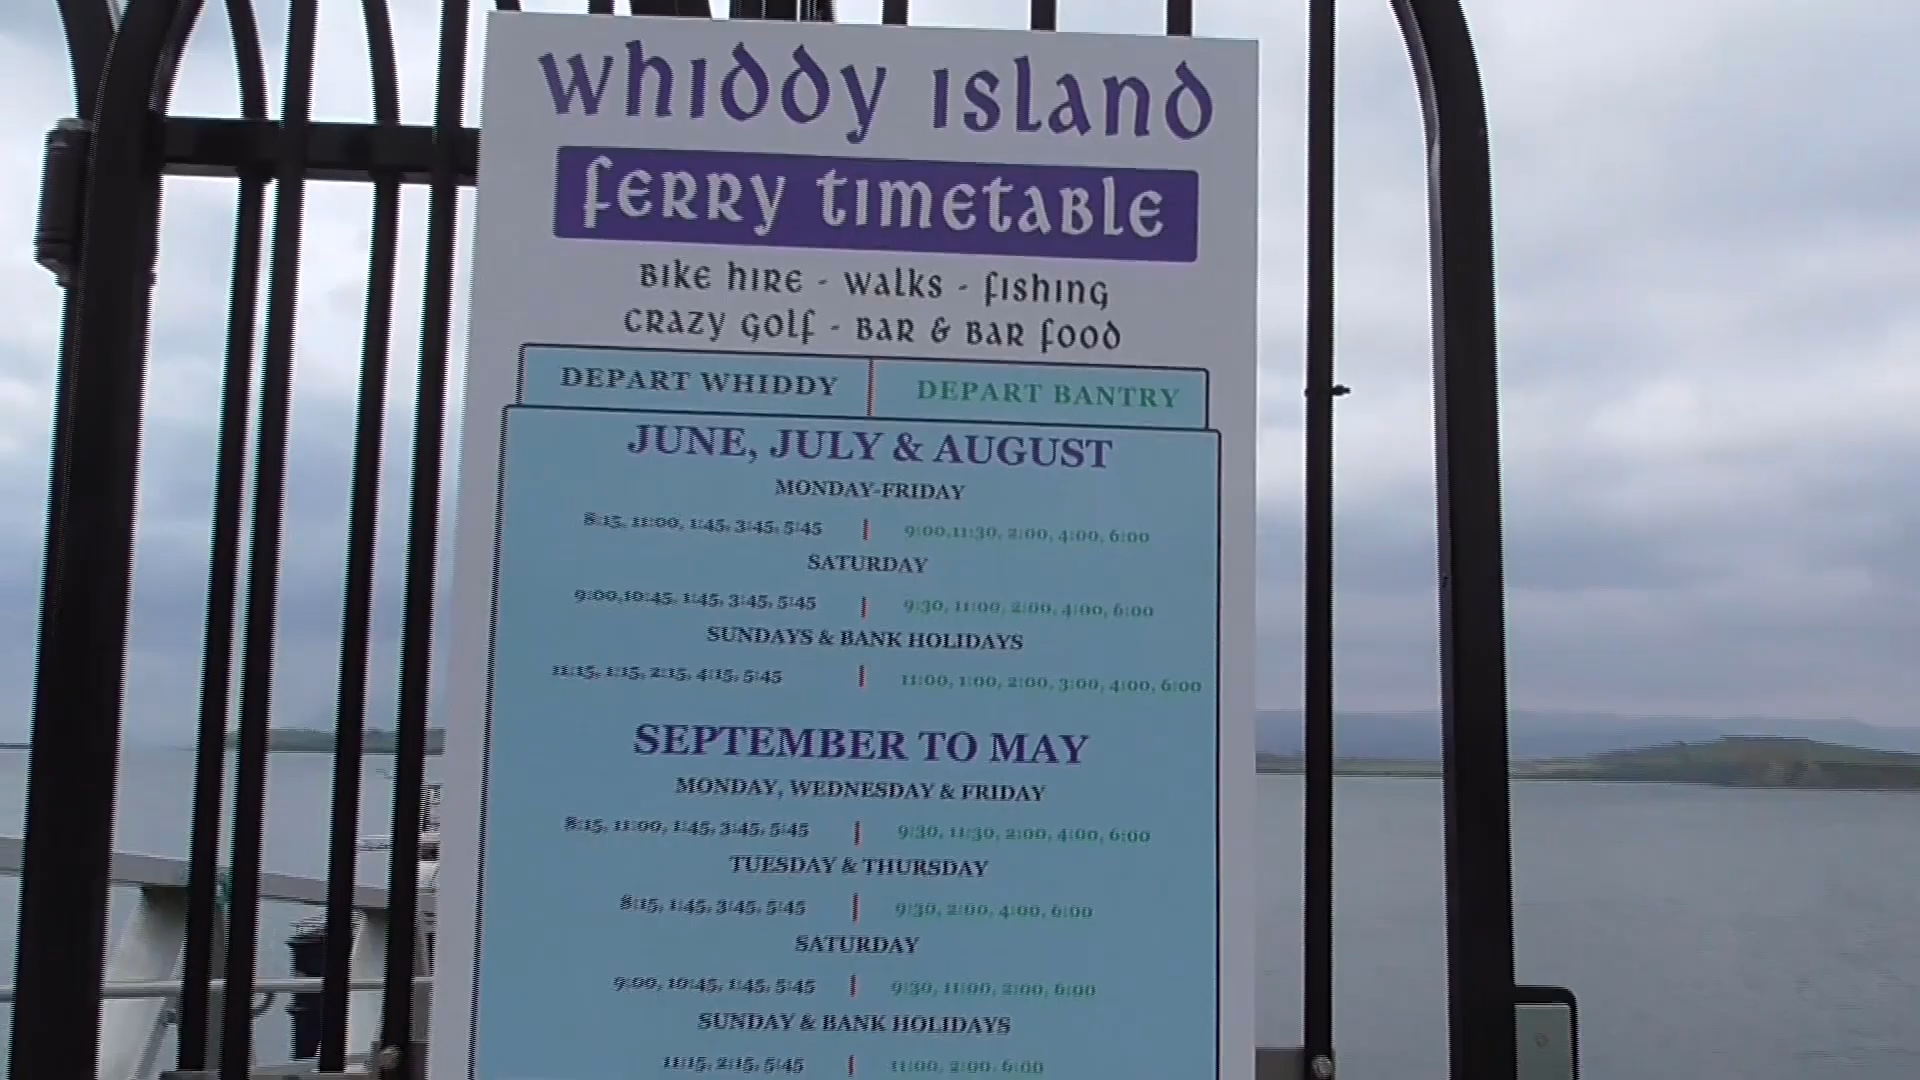 Whiddy Island
Ferry Timetable
Bike Hire - Walks - Fishing
Crazy Golf - Bar & Bar Food
DEPART WHIDDY | DEPART BANTRY
JUNE, JULY & AUGUST
MONDAY-FRIDAY
8:15, 11:00, 1:45, 3:45, 5:45 | 9:00,11:30, 2:00, 4:00, 6:00
SATURDAY
9:00,10:45, 1:45, 3:45, 5:45 | 9:30, 11:00, 2:00, 4:00, 6:00
SUNDAYS & BANK HOLIDAYS
11:15, 1:15, 2:15, 4:15, 5:45 | 11:00, 1:00, 2:00, 3:00, 4:00, 6:00
SEPTEMBER TO MAY
MONDAY, WEDNESDAY & FRIDAY
8:15, 11:00, 1:45, 3:45, 5:45 | 9:30, 11:30, 2:00, 4:00, 6:00
TUESDAY & THURSDAY
8:15, 1:45, 3:45, 5:45 | 9:30, 2:00, 4:00, 6:00
SATURDAY
9:00, 10:45, 1:45, 5:45 | 9:30, 11:00, 2:00, 6:00
SUNDAY & BANK HOLIDAYS
11:15, 2:15, 5:45 | 11:00, 2:00, 6:00